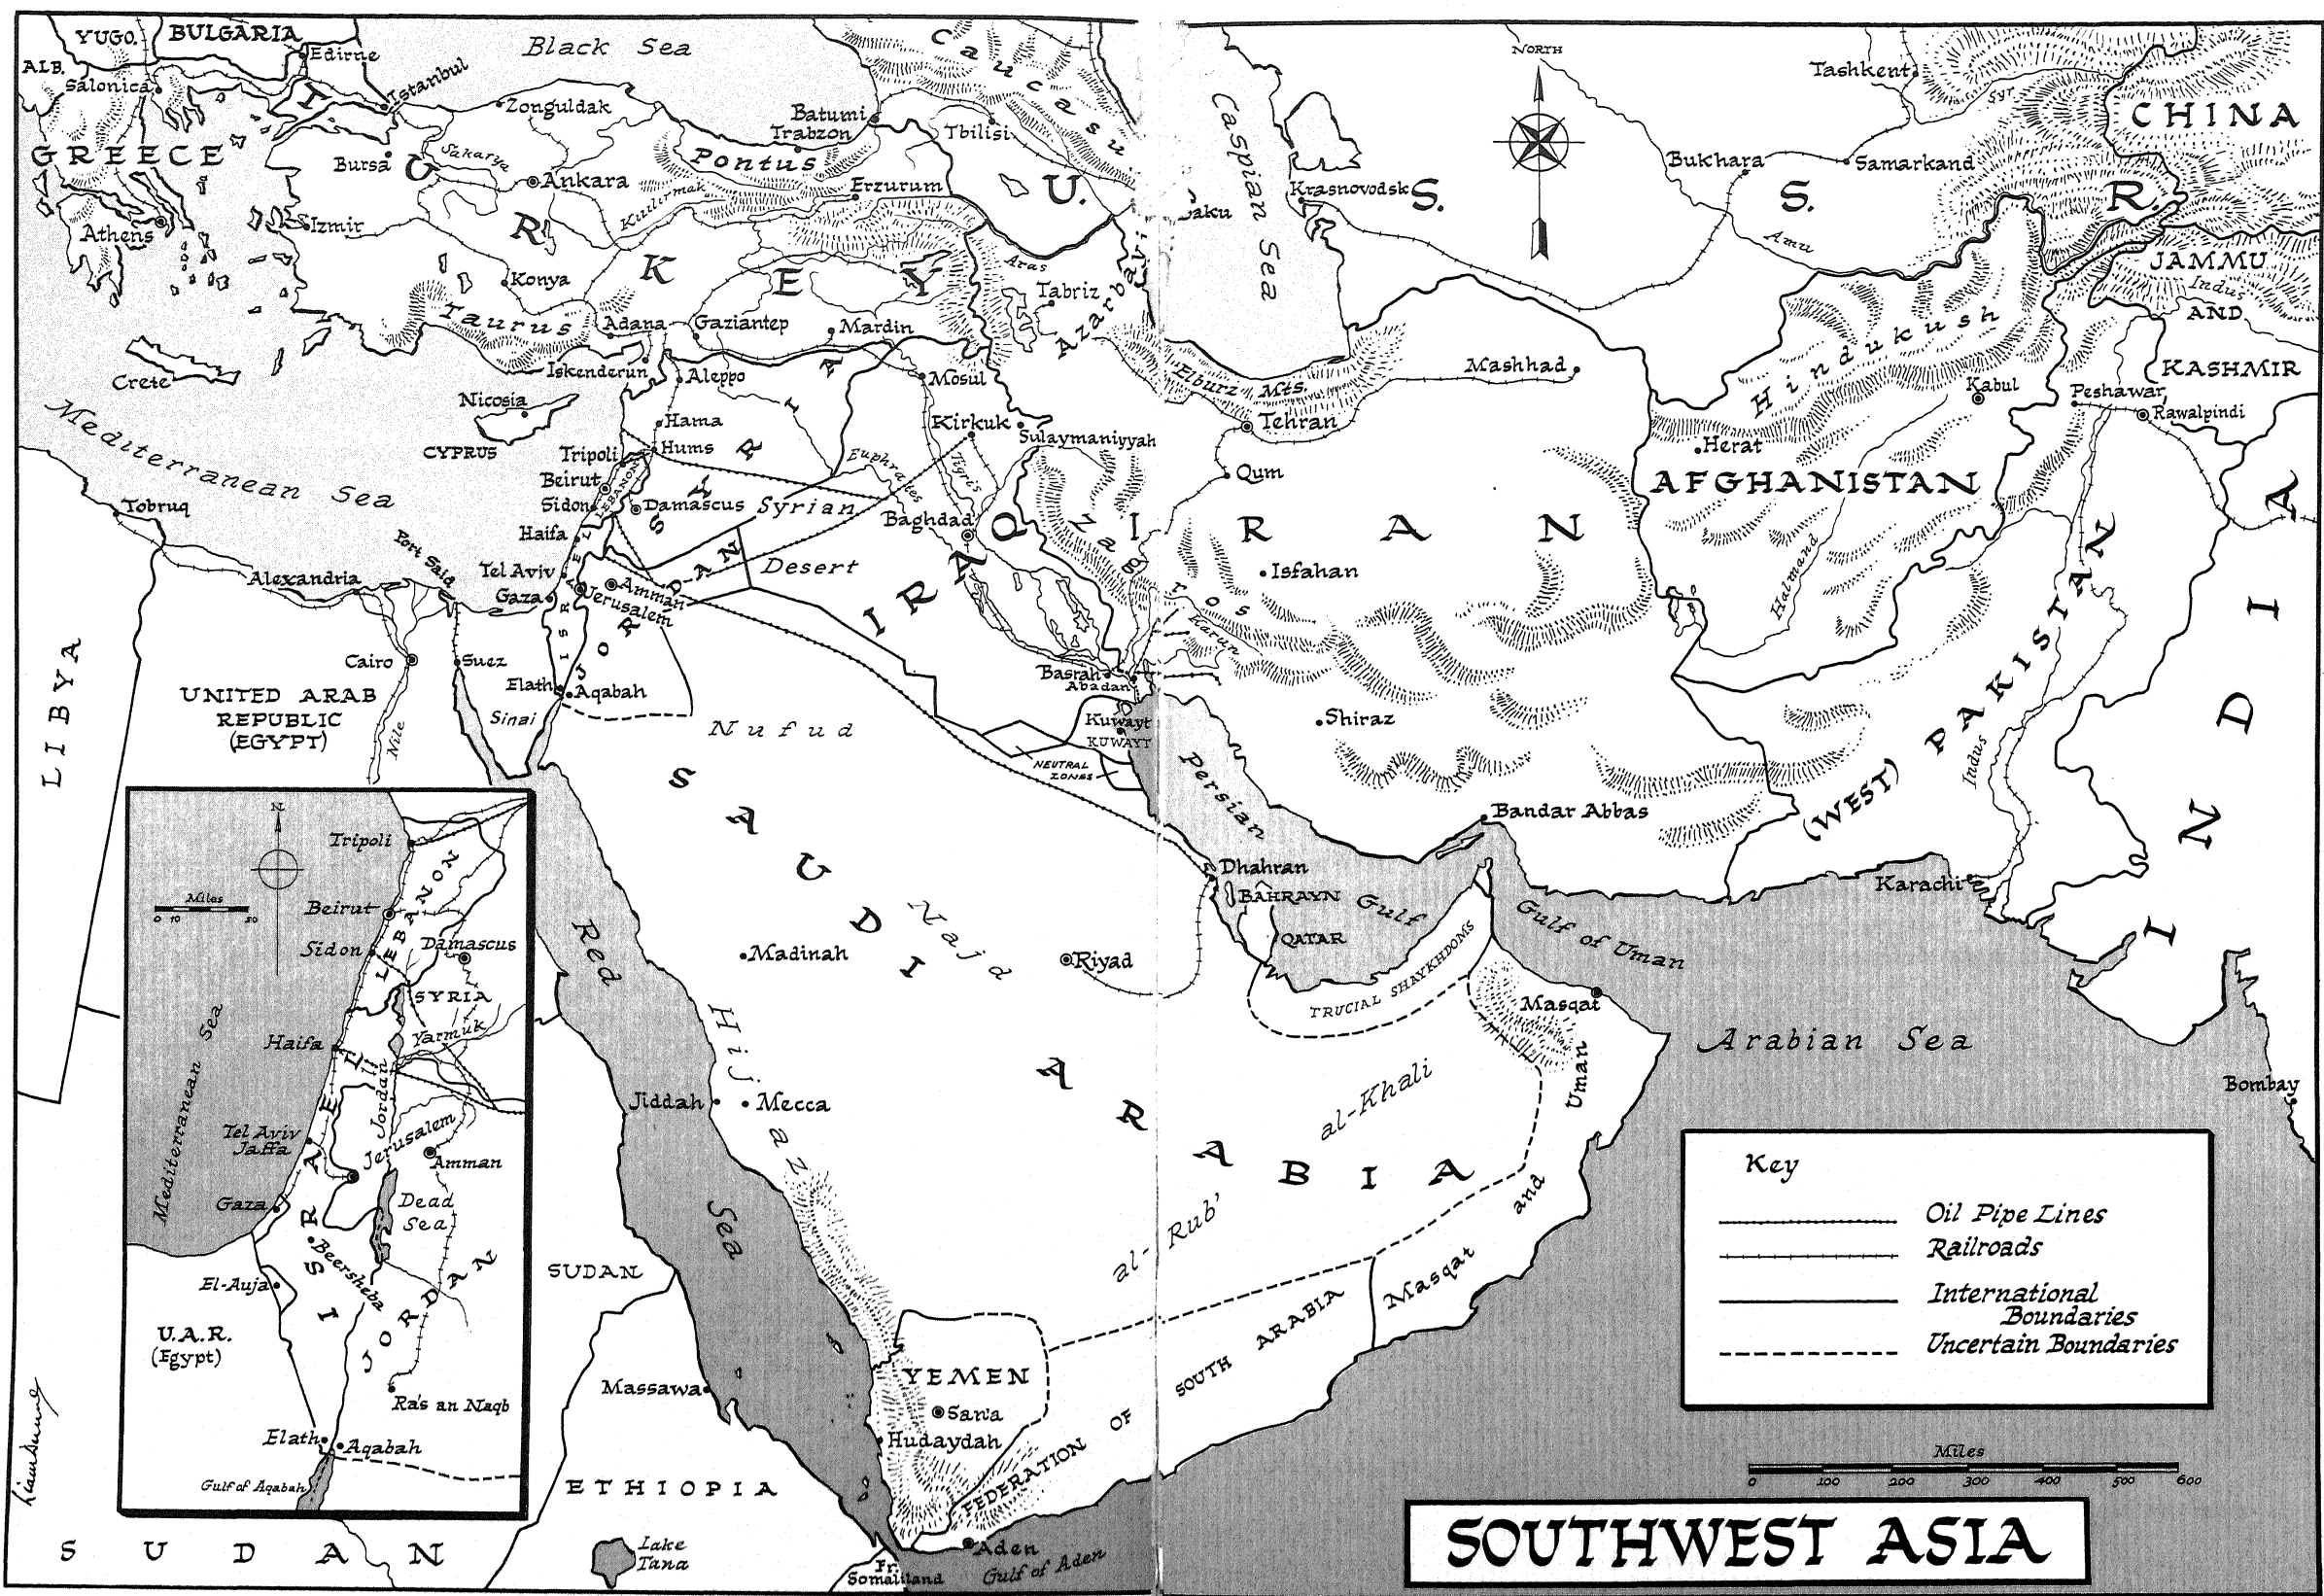 YUGO.
BULGARIA
Edirne
Black Sea
Caucasus
Caspian Sea
NORTH
Tashkent
Syr
CHINA
ALB.
Salonica
Istanbul
Zonguldak
Batumi
Trabzon
Tbilisi
GREECE
Bursa
Sakarya
Ankara
Pontus
Kizilirmak
Erzurum
U. S. S. R.
Krasnovodsk
Bukhara
Samarkand
Amu
Athens
Izmir
TURKEY
Konya
Taurus
Adana
Gaziantep
Mardin
Aras
Tabriz
Azarbayjan
JAMMU
Indus
AND
KASHMIR
Hindukush
Crete
Iskenderun
Aleppo
Mosul
Elburz Mts.
Mashhad
Kabul
Peshawar
Rawalpindi
Nicosia
CYPRUS
Hama
Kirkuk
Sulaymaniyyah
Tehran
Herat
Mediterranean Sea
Tripoli
Hums
Euphrates
Tigris
Qum
AFGHANISTAN
Beirut
LEBANON
Sidon
Damascus
SYRIA
Syrian
Desert
Baghdad
Zagros
IRAN
Tobruq
Haifa
Port Said
Alexandria
Tel Aviv
Amman
Gaza
Jerusalem
ISRAEL
JORDAN
IRAQ
Isfahan
Karun
Halmand
(WEST) PAKISTAN
INDIA
LIBYA
Cairo
Suez
Elath
Aqabah
Sinai
UNITED ARAB
REPUBLIC
(EGYPT)
Nile
Nufud
Basrah
Abadan
Kuwayt
KUWAYT
NEUTRAL
ZONES
Shiraz
Indus
Persian Gulf
Bandar Abbas
Karachi
SAUDI ARABIA
Dhahran
BAHRAYN
QATAR
Gulf of Uman
Najd
Madinah
Riyad
TRUCIAL SHAYKHDOMS
Masqat
Arabian Sea
Bombay
Red Sea
Hijaz
Jiddah
Mecca
al-Rub' al-Khali
Masqat and Uman
SUDAN
YEMEN
San'a
Hudaydah
FEDERATION OF SOUTH ARABIA
Massawa
ETHIOPIA
Lake
Tana
Fr.
Somaliland
Aden
Gulf of Aden
SUDAN
N
Miles
0 10 50
Tripoli
LEBANON
Beirut
Sidon
Damascus
SYRIA
Yarmuk
Haifa
Mediterranean Sea
Jordan
Tel Aviv
Jaffa
Jerusalem
Amman
Gaza
Dead
Sea
ISRAEL
Beersheba
El-Auja
JORDAN
U.A.R.
(Egypt)
Ra's an Naqb
Elath
Aqabah
Gulf of Aqabah
Key
Oil Pipe Lines
Railroads
International
Boundaries
Uncertain Boundaries
Miles
0 100 200 300 400 500 600
SOUTHWEST ASIA